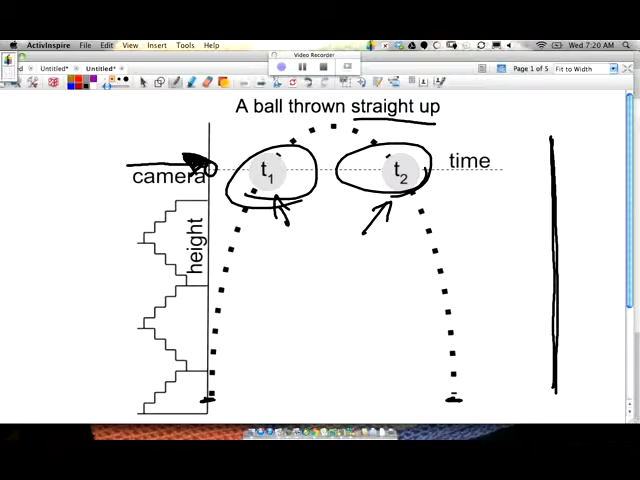 ActivInspire File Edit View Insert Tools Help
Wed 7:20 AM
Video Recorder
Untitled* Untitled*
Page 1 of 5 Fit to Width
A ball thrown straight up
t1 t2 time
camera
height